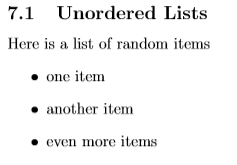 7.1 Unordered Lists
Here is a list of random items
• one item
• another item
• even more items